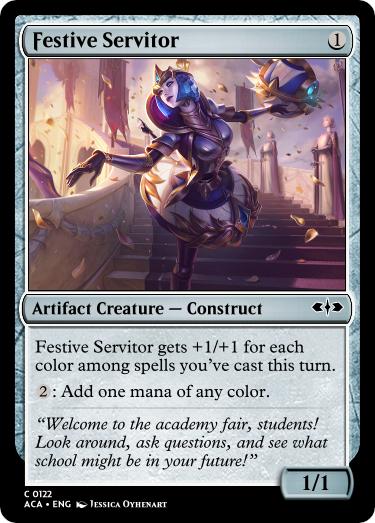 Festive Servitor 1
Artifact Creature — Construct
Festive Servitor gets +1/+1 for each
color among spells you've cast this turn.
2 : Add one mana of any color.
“Welcome to the academy fair, students!
Look around, ask questions, and see what
school might be in your future!”
1/1
C 0122
ACA • ENG Jessica Oyhenart